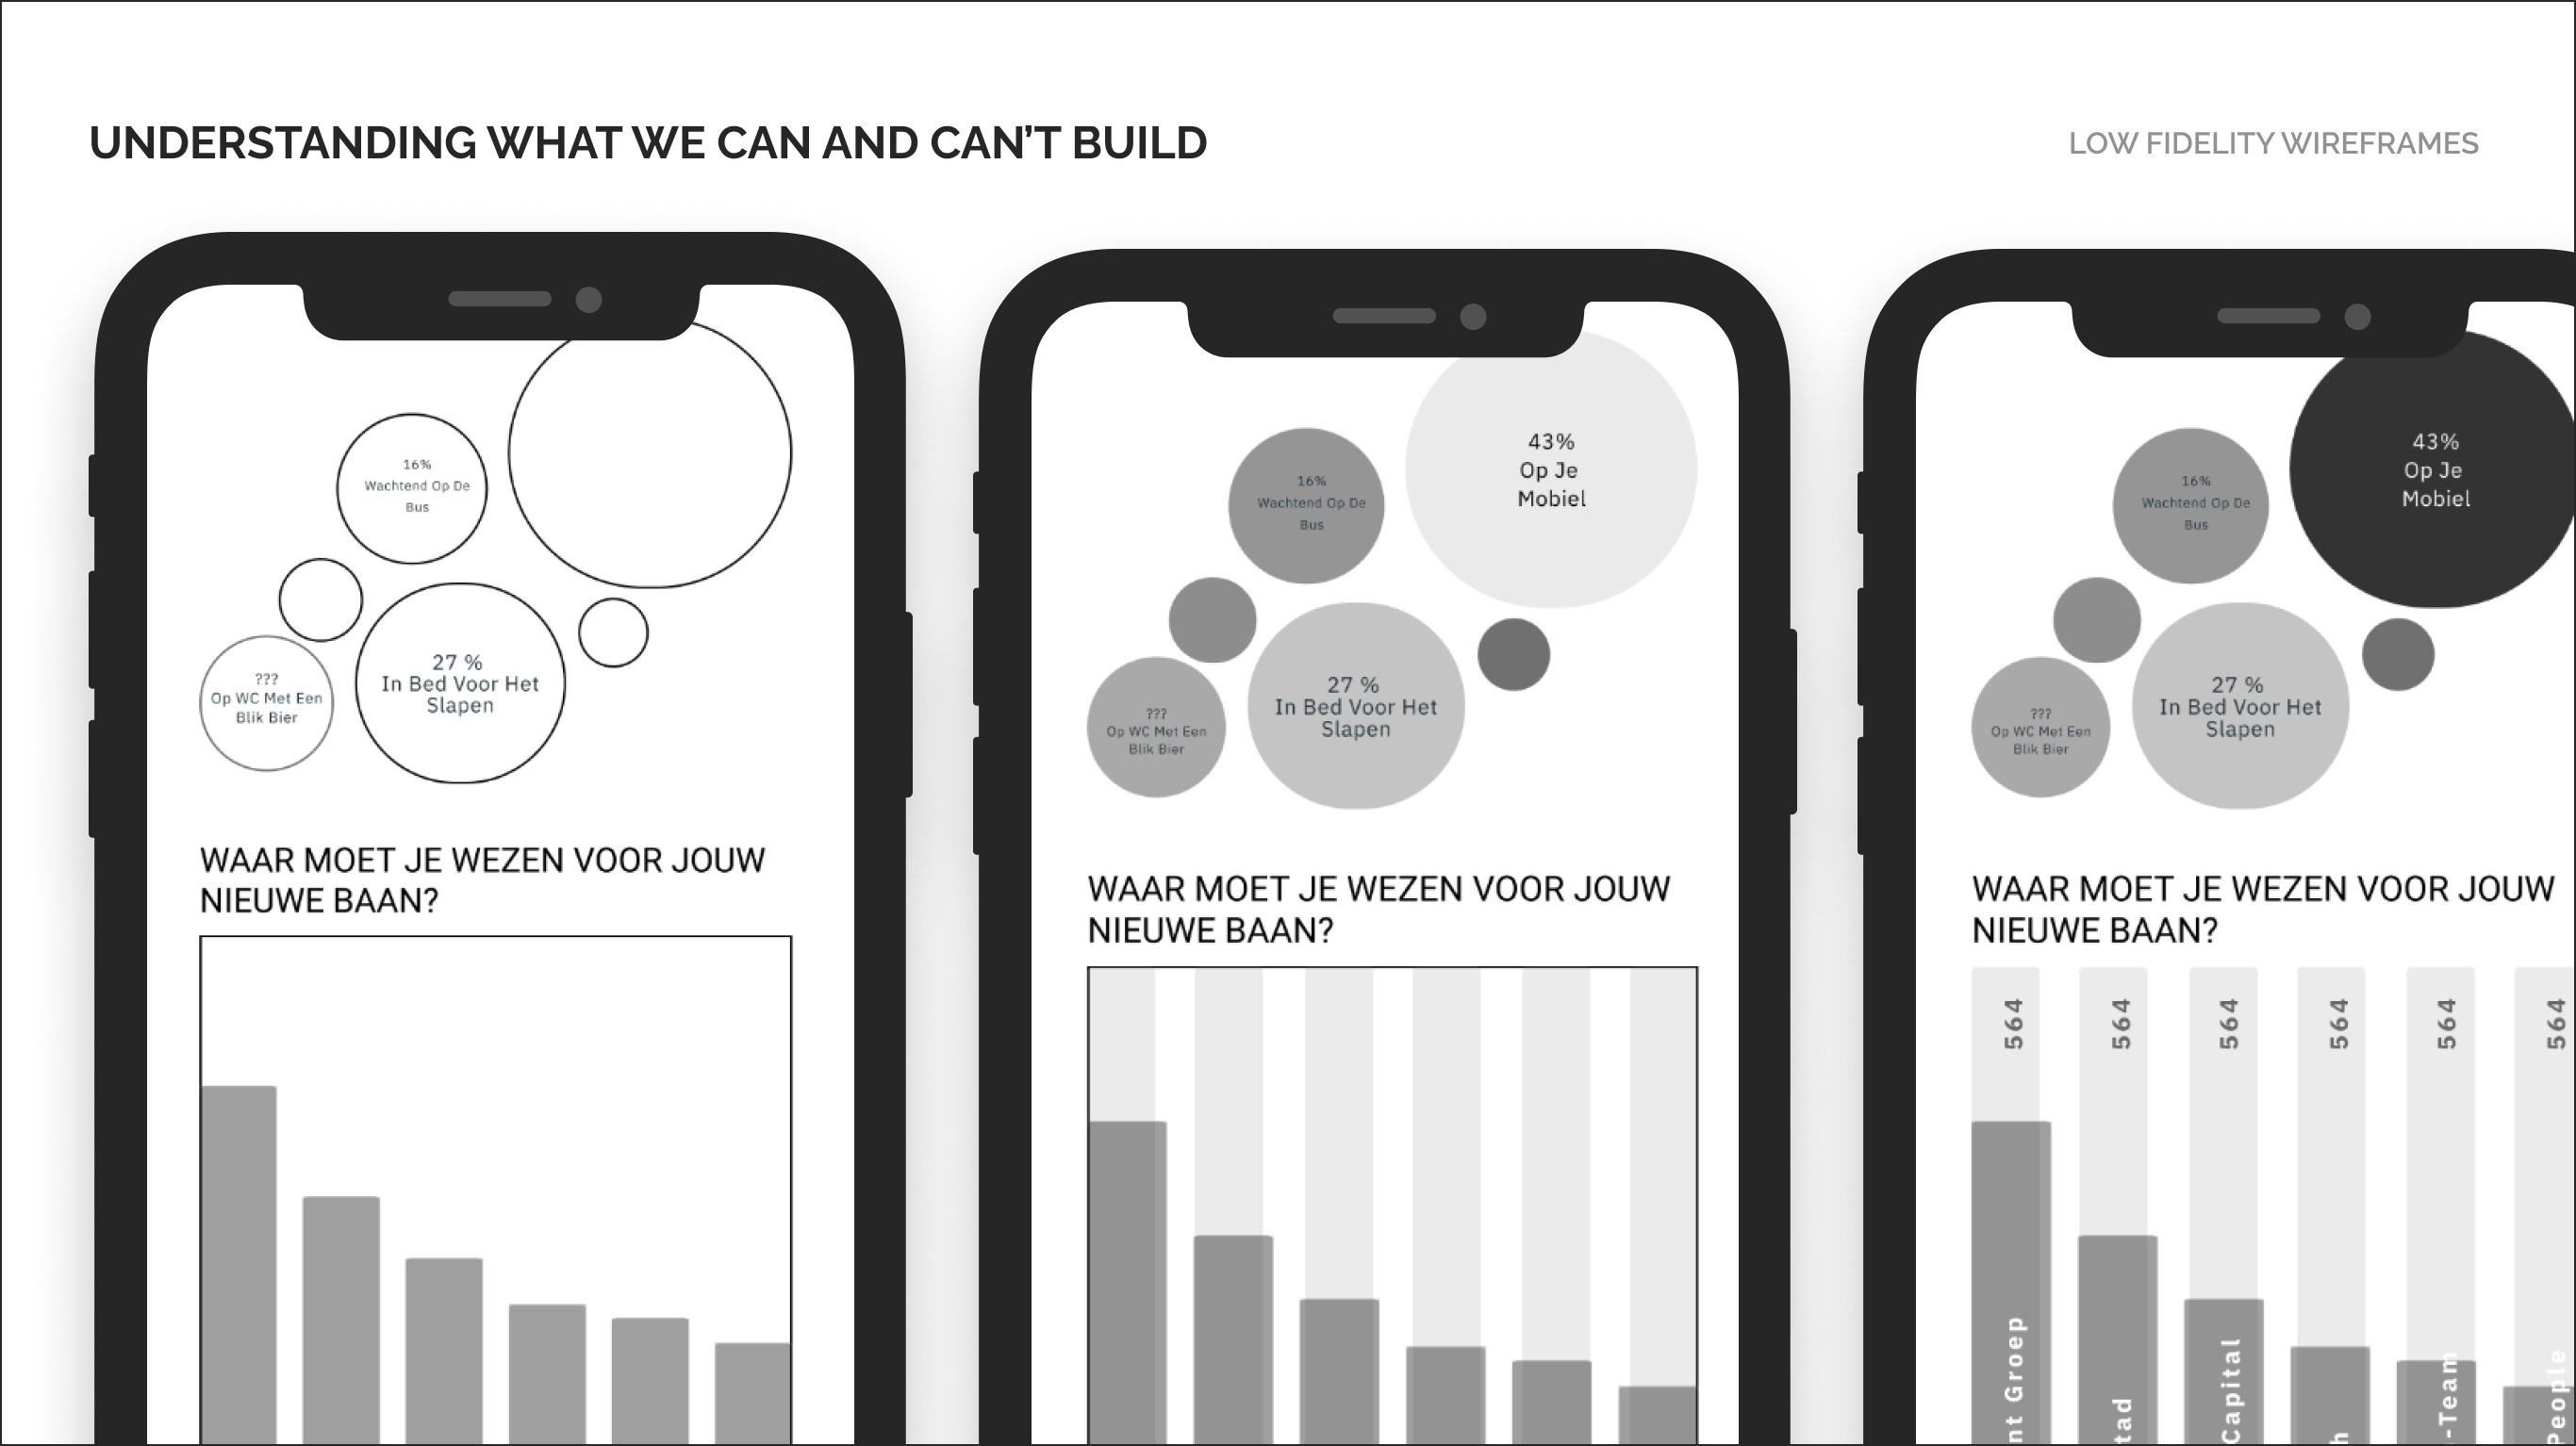 UNDERSTANDING WHAT WE CAN AND CAN’T BUILD
LOW FIDELITY WIREFRAMES
16%
Wachtend Op De
Bus
???
Op WC Met Een
Blik Bier
27 %
In Bed Voor Het
Slapen
WAAR MOET JE WEZEN VOOR JOUW
NIEUWE BAAN?
43%
Op Je
Mobiel
16%
Wachtend Op De
Bus
???
Op WC Met Een
Blik Bier
27 %
In Bed Voor Het
Slapen
WAAR MOET JE WEZEN VOOR JOUW
NIEUWE BAAN?
43%
Op Je
Mobiel
16%
Wachtend Op De
Bus
???
Op WC Met Een
Blik Bier
27 %
In Bed Voor Het
Slapen
WAAR MOET JE WEZEN VOOR JOUW
NIEUWE BAAN?
564
564
564
564
564
564
nt Groep
tad
Capital
h
-Team
People